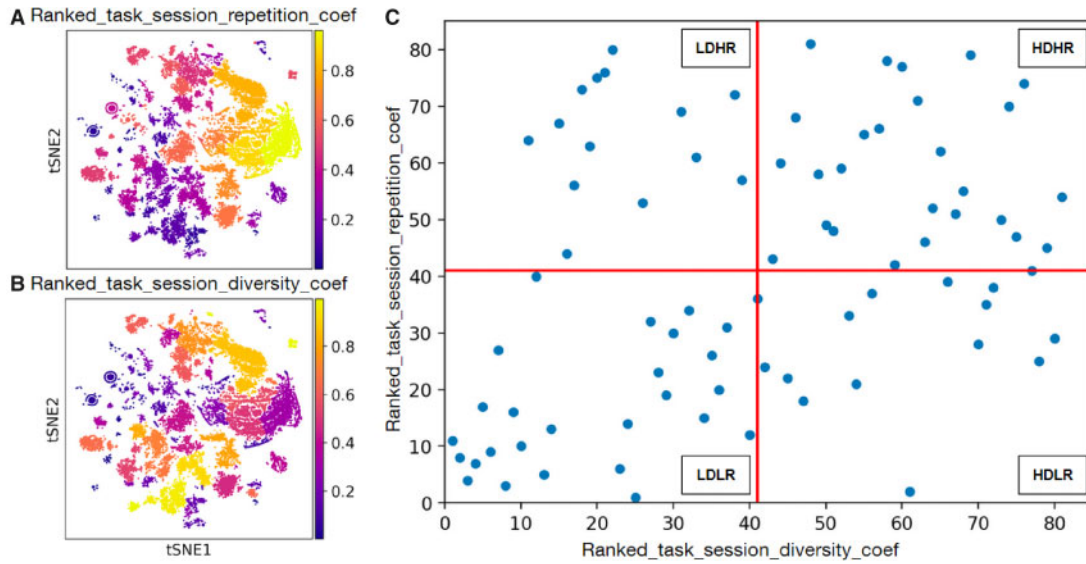 A Ranked_task_session_repetition_coef
tSNE2
0.8
0.6
0.4
0.2
B Ranked_task_session_diversity_coef
tSNE2
tSNE1
0.8
0.6
0.4
0.2
C
Ranked_task_session_repetition_coef
80
70
60
50
40
30
20
10
0
LDHR
HDHR
LDLR
HDLR
0 10 20 30 40 50 60 70 80
Ranked_task_session_diversity_coef